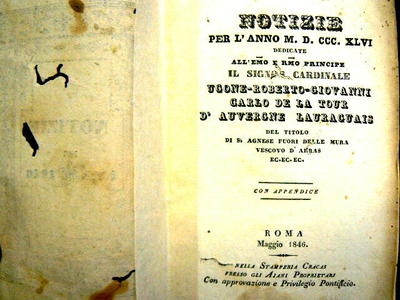 NOTIZIE
PER L'ANNO M. D. CCC. XLVI
DEDICATE
ALL'EMO E RMO PRINCIPE
IL SIGNOR CARDINALE
UGONE-ROBERTO-GIOVANNI
CARLO DE LA TOUR
D'AUVERGNE LAURAGUAIS
DEL TITOLO
DI S. AGNESE FUORI DELLE MURA
VESCOVO D'ARRAS
EC.EC.EC.
CON APPENDICE
ROMA
Maggio 1846.
NELLA STAMPERIA CRACAS
PRESSO GLI AJANI PROPRIETARI
Con approvazione e Privilegio Pontificio.